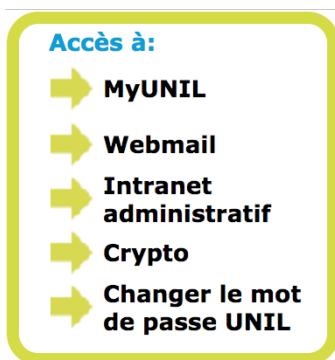 Accès à:
MyUNIL
Webmail
Intranet
administratif
Crypto
Changer le mot
de passe UNIL